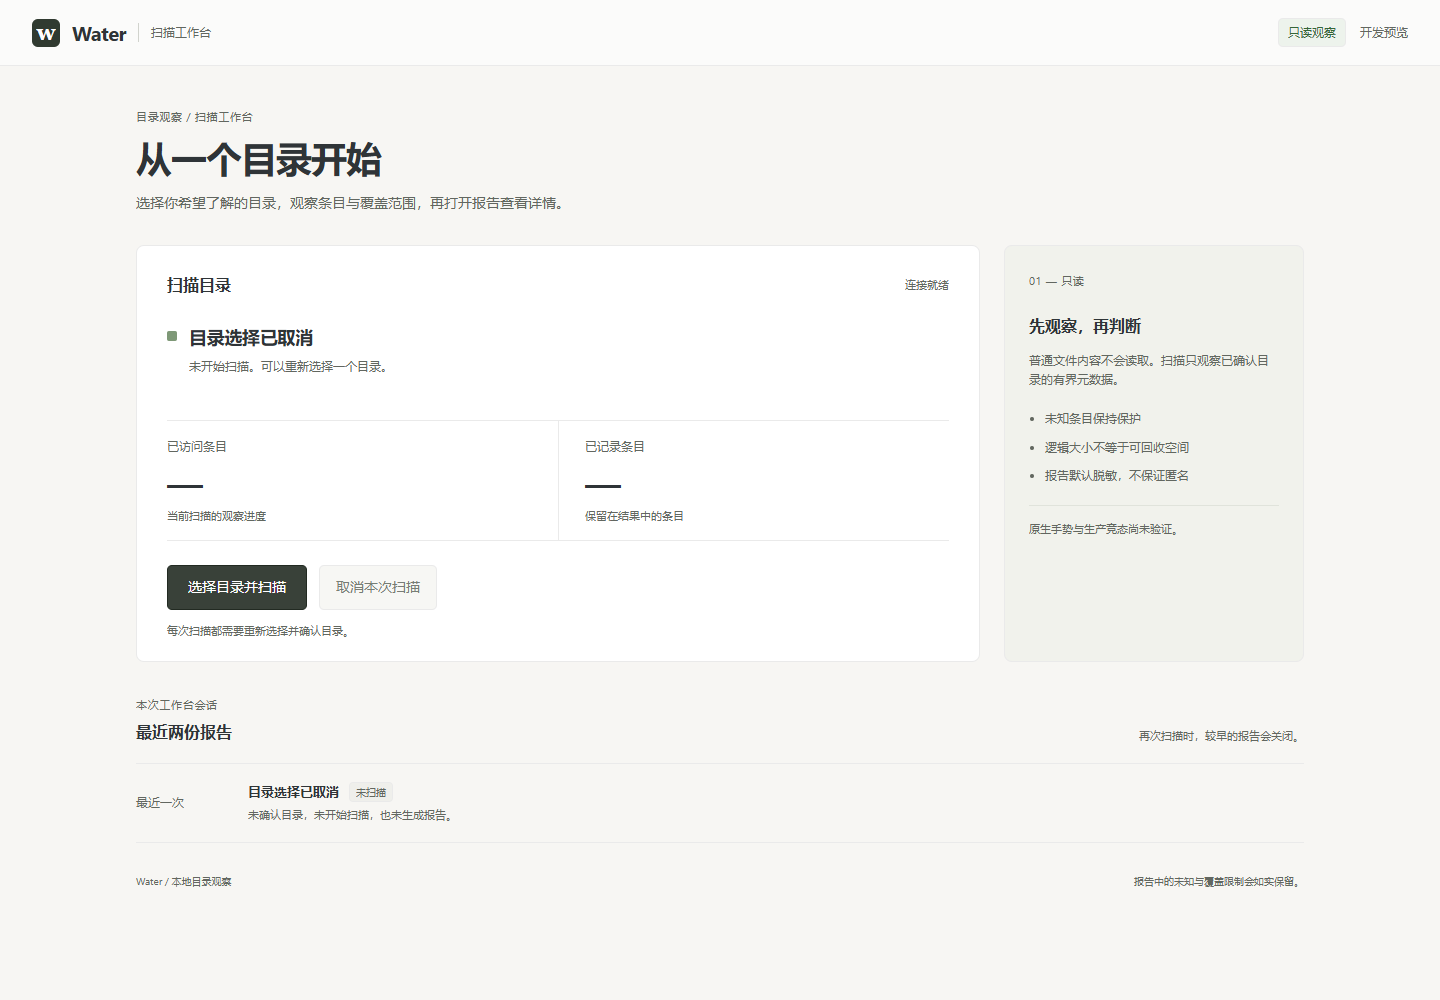 W Water 扫描工作台
只读观察 开发预览
目录观察 / 扫描工作台
从一个目录开始
选择你希望了解的目录，观察条目与覆盖范围，再打开报告查看详情。
扫描目录
连接就绪
目录选择已取消
未开始扫描。可以重新选择一个目录。
已访问条目
—
当前扫描的观察进度
已记录条目
—
保留在结果中的条目
选择目录并扫描
取消本次扫描
每次扫描都需要重新选择并确认目录。
01 — 只读
先观察，再判断
普通文件内容不会读取。扫描只观察已确认目
录的有界元数据。
未知条目保持保护
逻辑大小不等于可回收空间
报告默认脱敏，不保证匿名
原生手势与生产竞态尚未验证。
本次工作台会话
最近两份报告
再次扫描时，较早的报告会关闭。
最近一次
目录选择已取消 未扫描
未确认目录，未开始扫描，也未生成报告。
Water / 本地目录观察
报告中的未知与覆盖限制会如实保留。